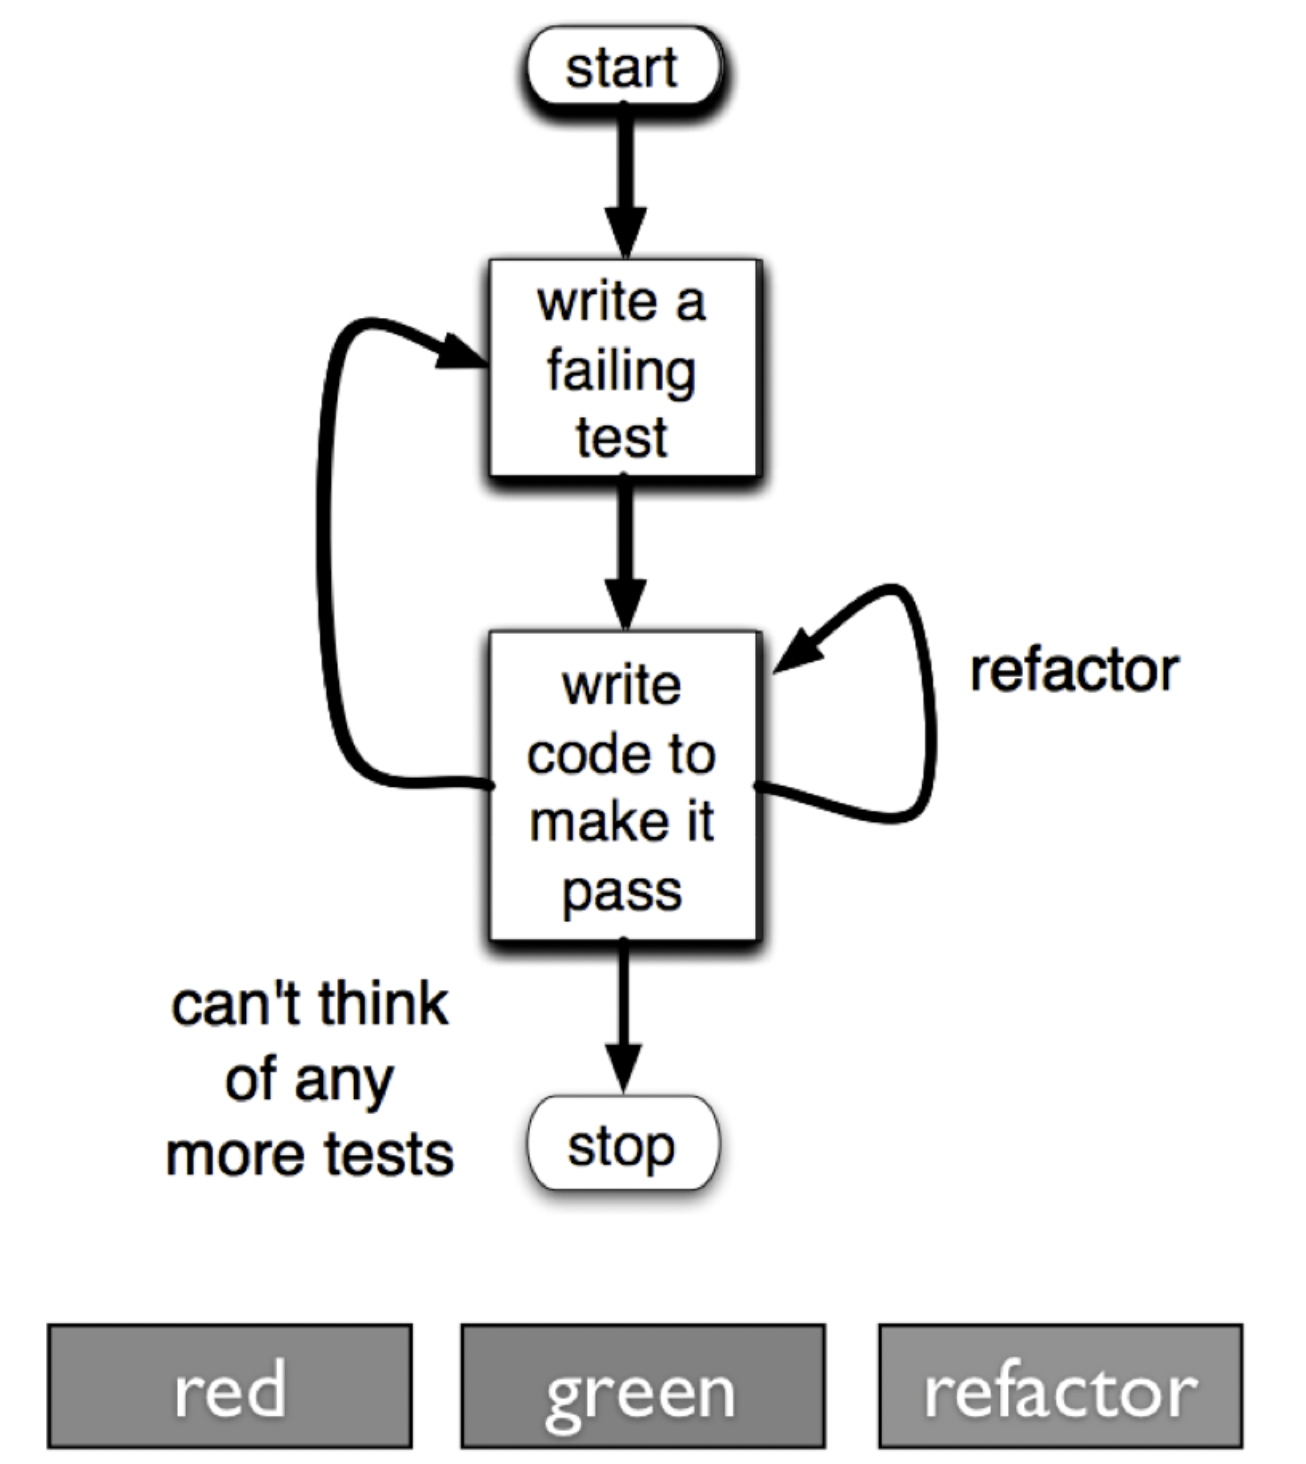 start
write a
failing
test
write
code to
make it
pass
refactor
can't think
of any
more tests
stop
red
green
refactor